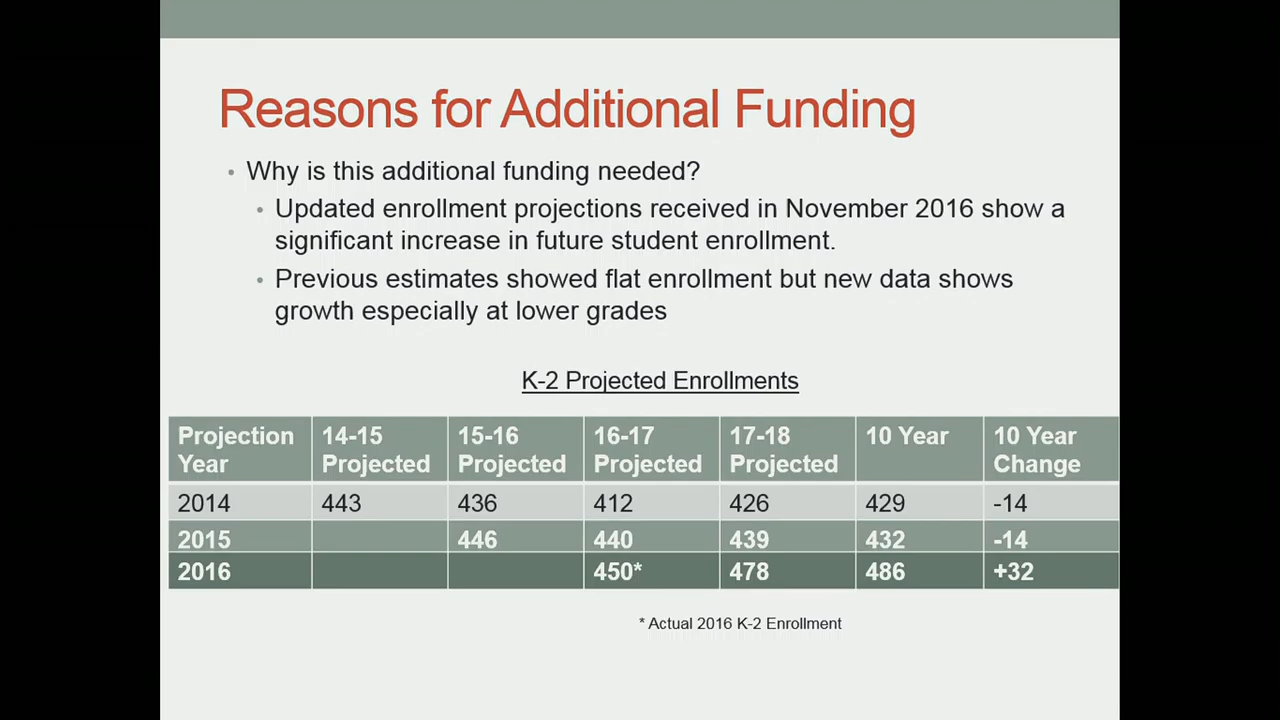 Reasons for Additional Funding
• Why is this additional funding needed?
• Updated enrollment projections received in November 2016 show a
significant increase in future student enrollment.
• Previous estimates showed flat enrollment but new data shows
growth especially at lower grades
K-2 Projected Enrollments
Projection Year 14-15 Projected 15-16 Projected 16-17 Projected 17-18 Projected 10 Year 10 Year Change
2014 443 436 412 426 429 -14
2015 446 440 439 432 -14
2016 450* 478 486 +32
* Actual 2016 K-2 Enrollment